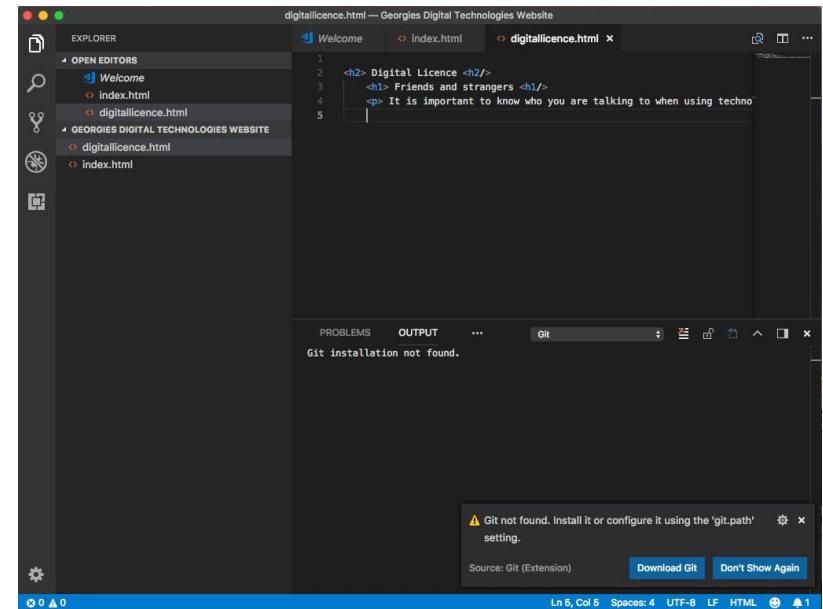 digitallicence.html — Georgies Digital Technologies Website
EXPLORER
OPEN EDITORS
Welcome
index.html
digitallicence.html
GEORGIES DIGITAL TECHNOLOGIES WEBSITE
digitallicence.html
index.html
Welcome
index.html
digitallicence.html ×
1
2 <h2> Digital Licence <h2/>
3 <h1> Friends and strangers <h1/>
4 <p> It is important to know who you are talking to when using techno
5
PROBLEMS OUTPUT ••• Git
Git installation not found.
Git not found. Install it or configure it using the 'git.path'
setting.
Source: Git (Extension)
Download Git
Don't Show Again
0 0
Ln 5, Col 5 Spaces: 4 UTF-8 LF HTML 1